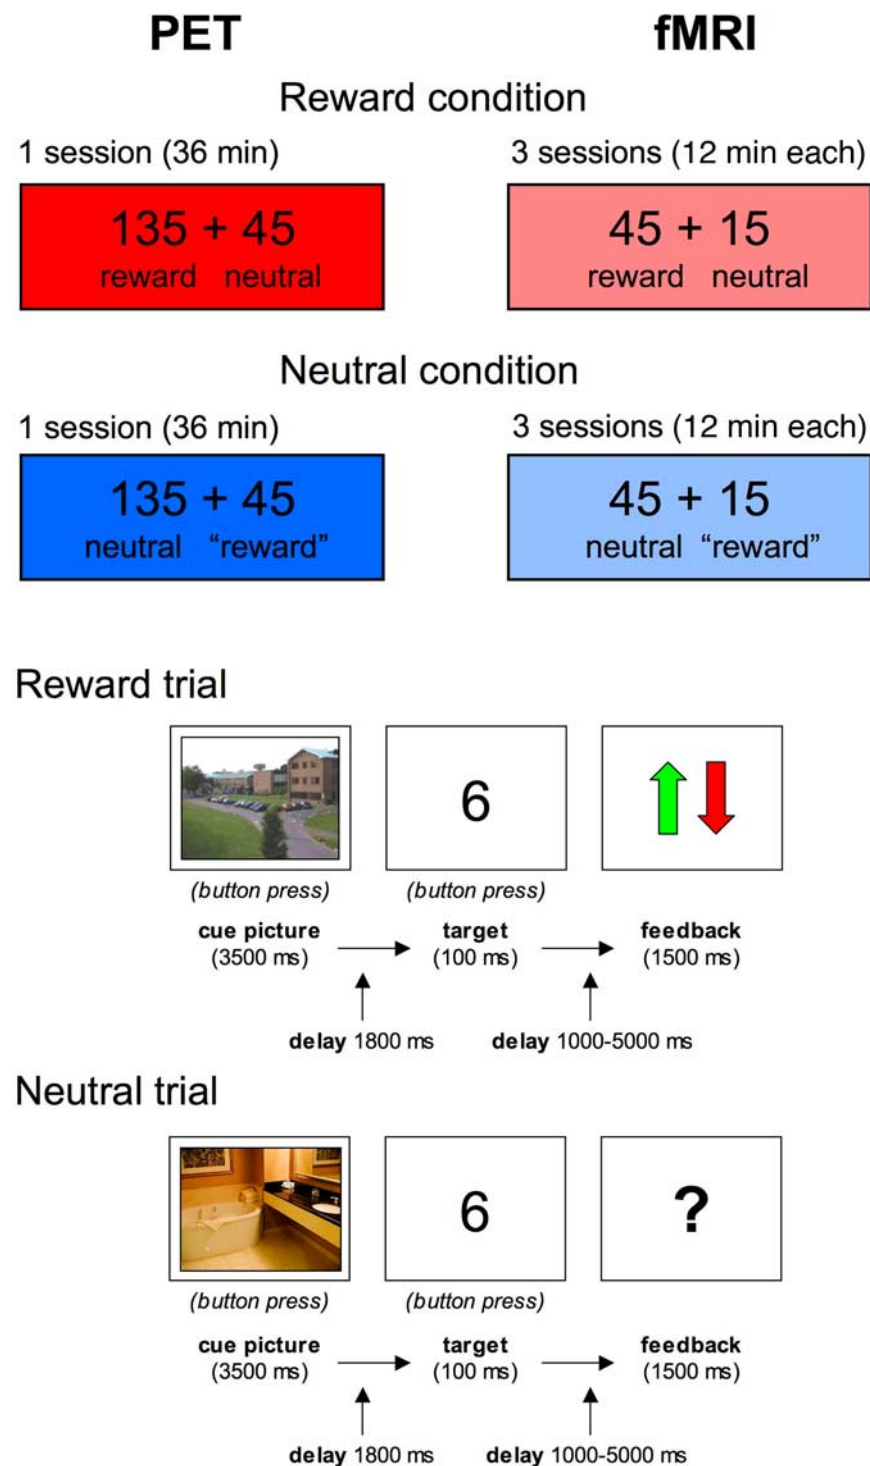 PET fMRI
Reward condition
1 session (36 min) 3 sessions (12 min each)
135 + 45 45 + 15
reward neutral reward neutral
Neutral condition
1 session (36 min) 3 sessions (12 min each)
135 + 45 45 + 15
neutral “reward” neutral “reward”
Reward trial
6
(button press) (button press)
cue picture target feedback
(3500 ms) (100 ms) (1500 ms)
delay 1800 ms delay 1000-5000 ms
Neutral trial
6 ?
(button press) (button press)
cue picture target feedback
(3500 ms) (100 ms) (1500 ms)
delay 1800 ms delay 1000-5000 ms